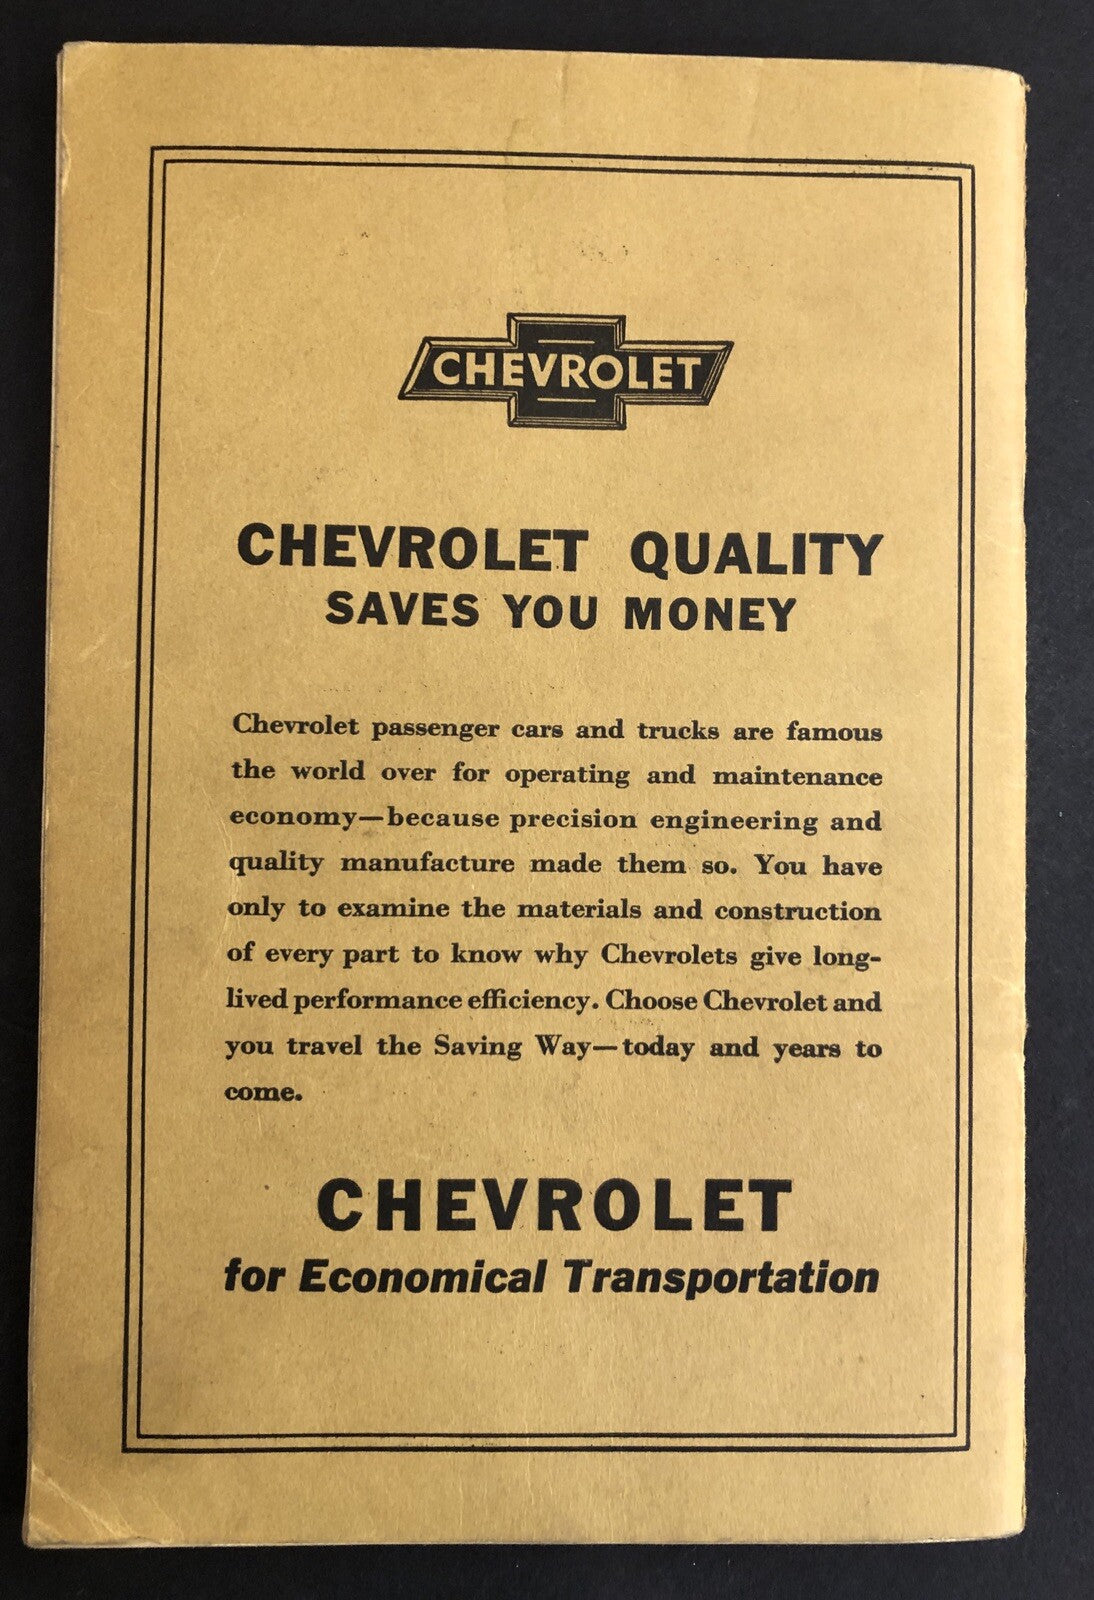 CHEVROLET
CHEVROLET QUALITY
SAVES YOU MONEY
Chevrolet passenger cars and trucks are famous
the world over for operating and maintenance
economy—because precision engineering and
quality manufacture made them so. You have
only to examine the materials and construction
of every part to know why Chevrolets give long-
lived performance efficiency. Choose Chevrolet and
you travel the Saving Way—today and years to
come.
CHEVROLET
for Economical Transportation